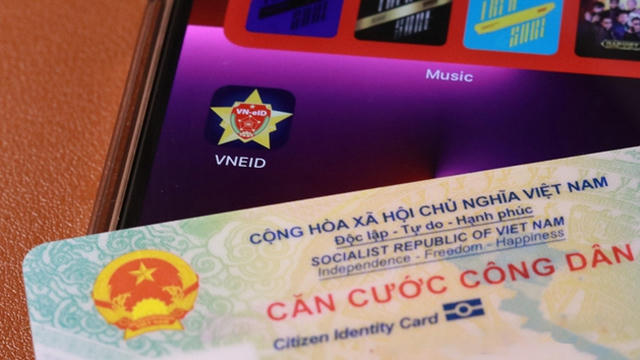 Music
VN-eID
VNEID
CỘNG HÒA XÃ HỘI CHỦ NGHĨA VIỆT NAM
Độc lập - Tự do - Hạnh phúc
SOCIALIST REPUBLIC OF VIET NAM
Independence - Freedom - Happiness
CĂN CƯỚC CÔNG DÂN
Citizen Identity Card